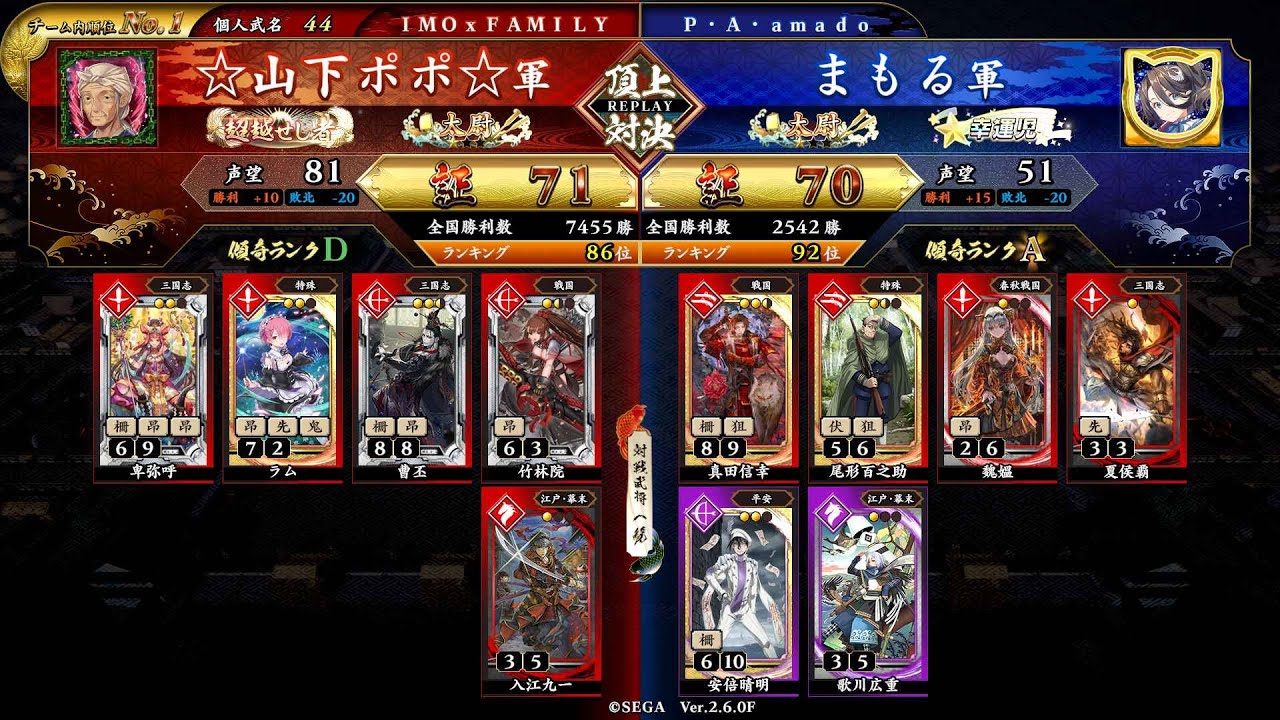 チーム内順位 No.1 個人武名 44 IMOxFAMILY P・A・amado
☆山下ポポ☆軍 頂上 REPLAY 対決 まもる軍
超越せし者 太尉 太尉 幸運児
声望 81 証 71 証 70 声望 51
勝利 +10 敗北 -20 勝利 +15 敗北 -20
全国勝利数 7455勝 全国勝利数 2542勝
傾奇ランクD ランキング 86位 ランキング 92位 傾奇ランクA
三国志 特殊 三国志 戦国 戦国 特殊 春秋戦国 三国志
柵 昂 昂 昂 先 鬼 柵 昂 昂 柵 狙 伏 狙 昂 先
6 9 7 2 8 8 6 3 8 9 5 6 2 6 3 3
卑弥呼 ラム 曹丕 竹林院 真田信幸 尾形百之助 魏媼 夏侯覇
対戦武将一覧
江戸・幕末 平安 江戸・幕末
柵
3 5 6 10 3 5
入江九一 安倍晴明 歌川広重
©SEGA Ver.2.6.0F